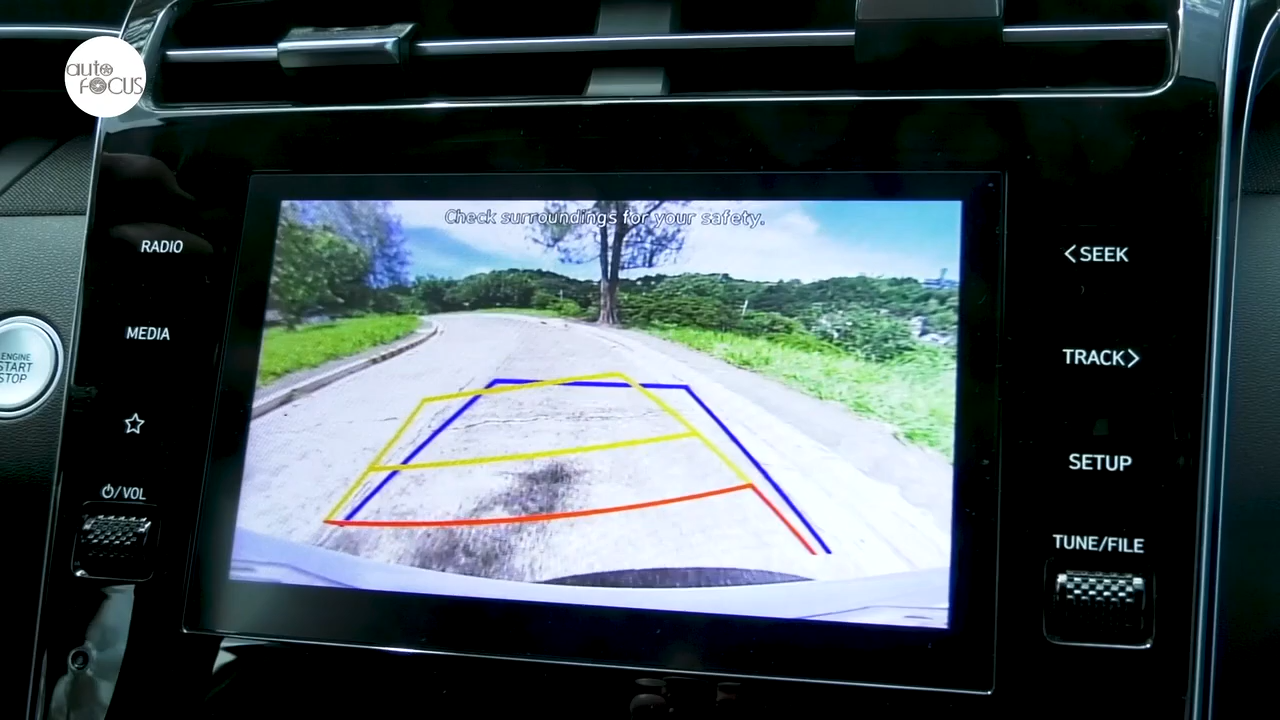 auto
FOCUS
Check surroundings for your safety.
RADIO
MEDIA
ENGINE
START
STOP
/VOL
<SEEK
TRACK>
SETUP
TUNE/FILE